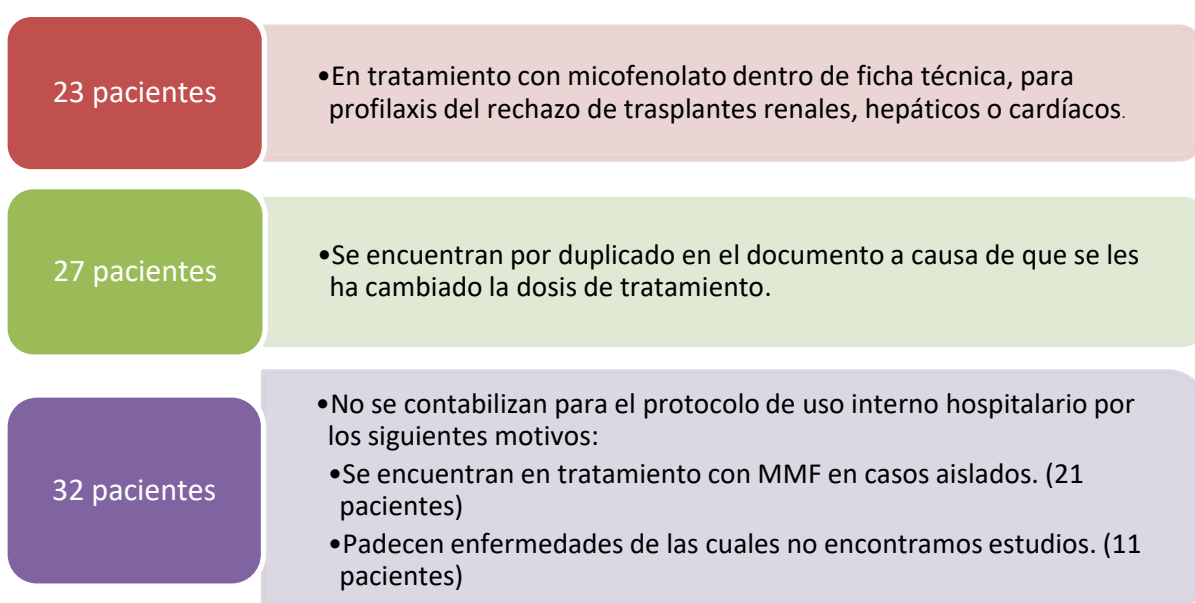 23 pacientes
•En tratamiento con micofenolato dentro de ficha técnica, para
profilaxis del rechazo de trasplantes renales, hepáticos o cardíacos.
27 pacientes
•Se encuentran por duplicado en el documento a causa de que se les
ha cambiado la dosis de tratamiento.
32 pacientes
•No se contabilizan para el protocolo de uso interno hospitalario por
los siguientes motivos:
•Se encuentran en tratamiento con MMF en casos aislados. (21
pacientes)
•Padecen enfermedades de las cuales no encontramos estudios. (11
pacientes)